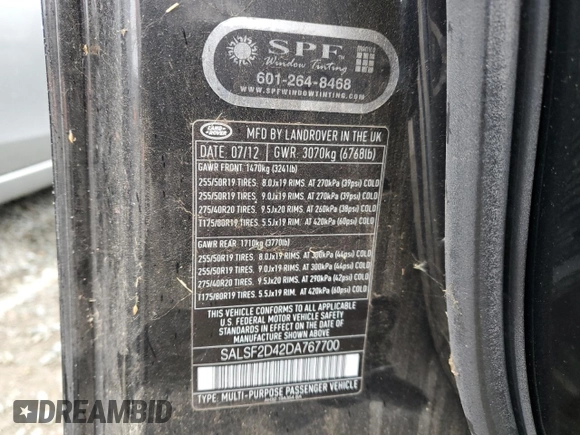 SPF
Window Tinting
601-264-8468
WWW.SPFWINDOWTINTING.COM
LAND ROVER
MFD BY LANDROVER IN THE UK
DATE: 07/12 GWR: 3070kg (6768lb)
GAWR FRONT: 1470kg (3241lb)
255/50R19 TIRES, 8.0Jx19 RIMS, AT 270kPa (39psi) COLD
255/50R19 TIRES, 9.0Jx19 RIMS, AT 270kPa (39psi) COLD
275/40R20 TIRES, 9.5Jx20 RIMS, AT 260kPa (38psi) COLD
T175/80R19 TIRES, 5.5Jx19 RIM, AT 420kPa (60psi) COLD
GAWR REAR: 1710kg (3770lb)
255/50R19 TIRES, 8.0Jx19 RIMS, AT 300kPa (44psi) COLD
255/50R19 TIRES, 9.0Jx19 RIMS, AT 300kPa (44psi) COLD
275/40R20 TIRES, 9.5Jx20 RIMS, AT 290kPa (42psi) COLD
T175/80R19 TIRES, 5.5Jx19 RIM, AT 420kPa (60psi) COLD
THIS VEHICLE CONFORMS TO ALL APPLICABLE
U.S. FEDERAL MOTOR VEHICLE SAFETY
STANDARDS IN EFFECT ON THE DATE OF
MANUFACTURE SHOWN ABOVE
SALSF2D42DA767700
TYPE: MULTI-PURPOSE PASSENGER VEHICLE
DREAMBID